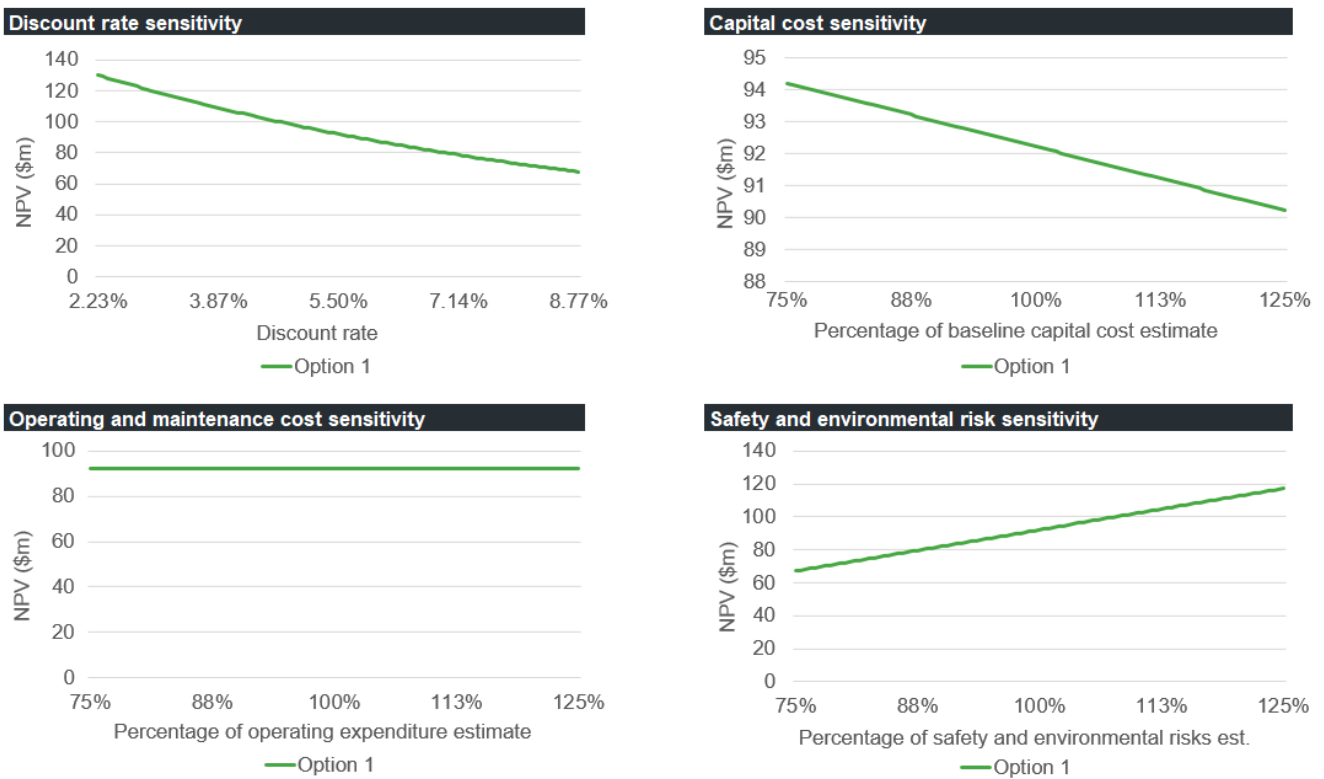 Discount rate sensitivity
NPV ($m)
140
120
100
80
60
40
20
0
2.23% 3.87% 5.50% 7.14% 8.77%
Discount rate
Option 1
Capital cost sensitivity
NPV ($m)
95
94
93
92
91
90
89
88
75% 88% 100% 113% 125%
Percentage of baseline capital cost estimate
Option 1
Operating and maintenance cost sensitivity
NPV ($m)
100
80
60
40
20
0
75% 88% 100% 113% 125%
Percentage of operating expenditure estimate
Option 1
Safety and environmental risk sensitivity
NPV ($m)
140
120
100
80
60
40
20
0
75% 88% 100% 113% 125%
Percentage of safety and environmental risks est.
Option 1